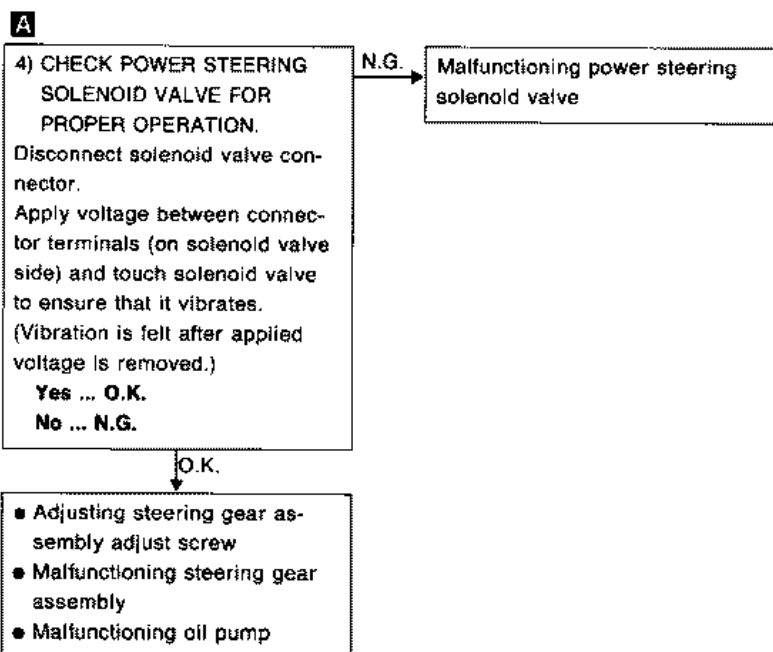 A
4) CHECK POWER STEERING
SOLENOID VALVE FOR
PROPER OPERATION.
Disconnect solenoid valve con-
nector.
Apply voltage between connec-
tor terminals (on solenoid valve
side) and touch solenoid valve
to ensure that it vibrates.
(Vibration is felt after applied
voltage is removed.)
Yes ... O.K.
No ... N.G.
N.G.
Malfunctioning power steering
solenoid valve
O.K.
● Adjusting steering gear as-
sembly adjust screw
● Malfunctioning steering gear
assembly
● Malfunctioning oil pump